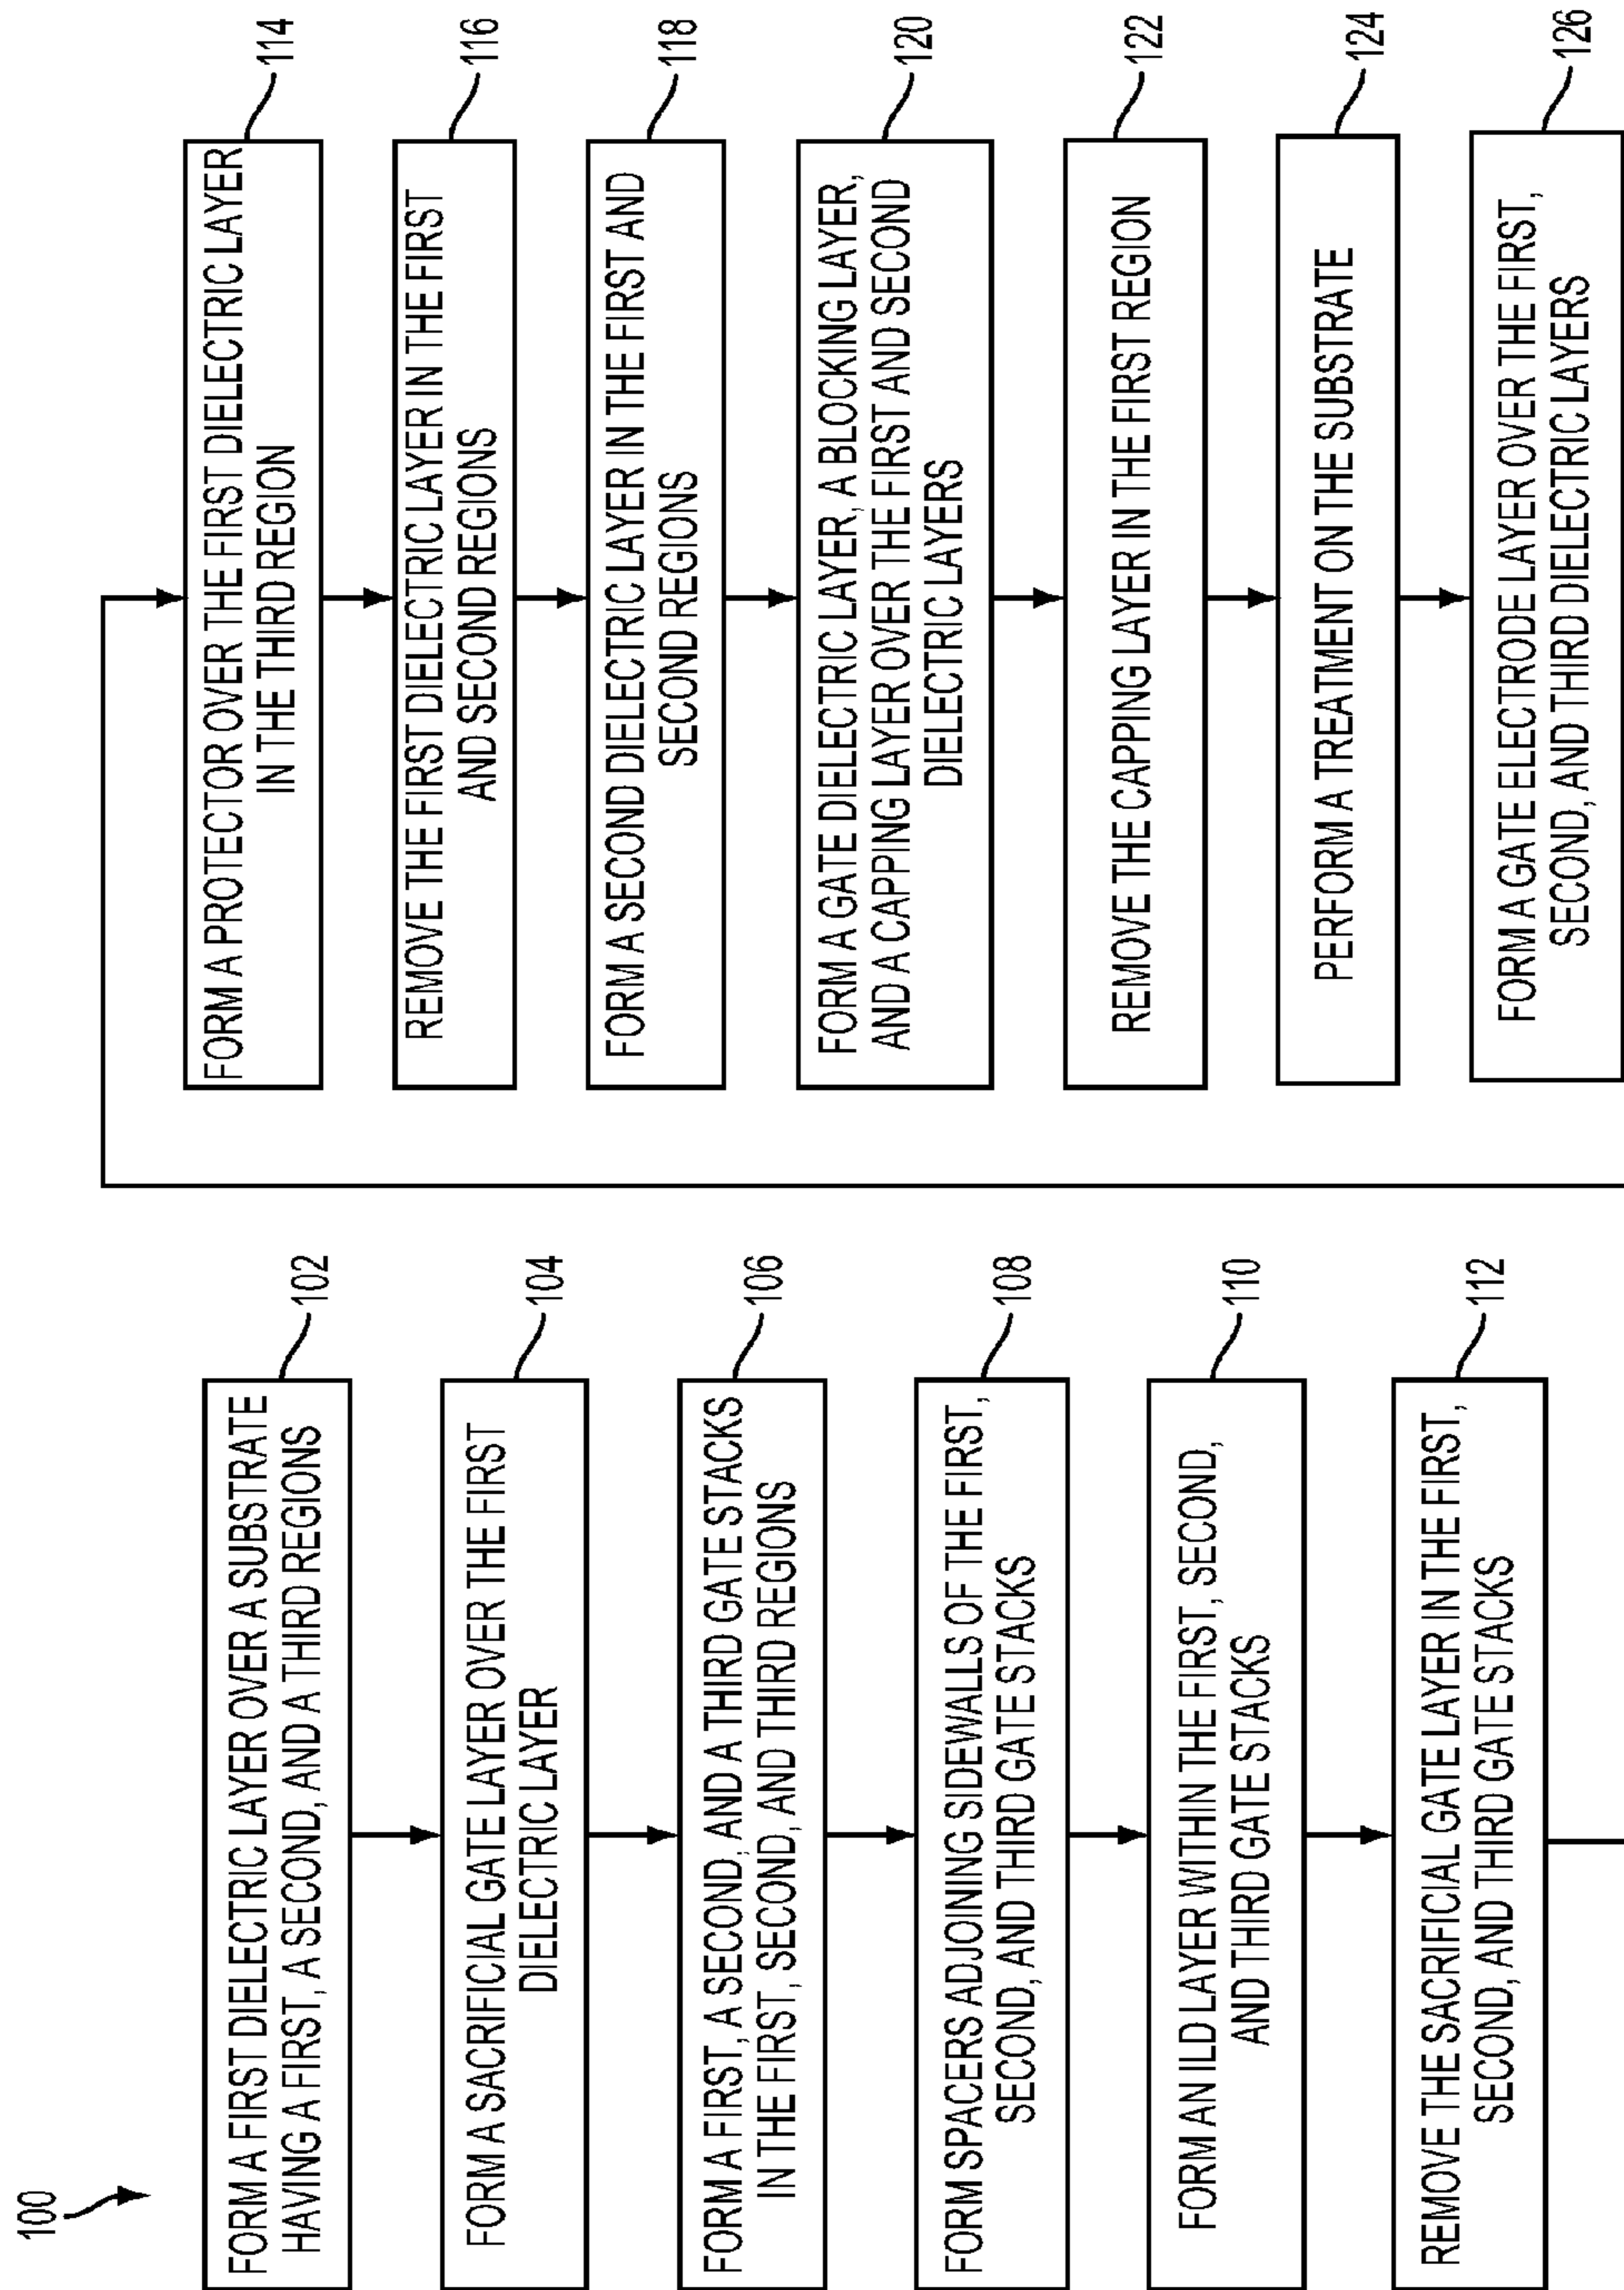 100
FORM A FIRST DIELECTRIC LAYER OVER A SUBSTRATE
HAVING A FIRST, A SECOND, AND A THIRD REGIONS
102
FORM A SACRIFICIAL GATE LAYER OVER THE FIRST
DIELECTRIC LAYER
104
FORM A FIRST, A SECOND, AND A THIRD GATE STACKS
IN THE FIRST, SECOND, AND THIRD REGIONS
106
FORM SPACERS ADJOINING SIDEWALLS OF THE FIRST,
SECOND, AND THIRD GATE STACKS
108
FORM AN ILD LAYER WITHIN THE FIRST, SECOND,
AND THIRD GATE STACKS
110
REMOVE THE SACRIFICIAL GATE LAYER IN THE FIRST,
SECOND, AND THIRD GATE STACKS
112
FORM A PROTECTOR OVER THE FIRST DIELECTRIC LAYER
IN THE THIRD REGION
114
REMOVE THE FIRST DIELECTRIC LAYER IN THE FIRST
AND SECOND REGIONS
116
FORM A SECOND DIELECTRIC LAYER IN THE FIRST AND
SECOND REGIONS
118
FORM A GATE DIELECTRIC LAYER, A BLOCKING LAYER,
AND A CAPPING LAYER OVER THE FIRST AND SECOND
DIELECTRIC LAYERS
120
REMOVE THE CAPPING LAYER IN THE FIRST REGION
122
PERFORM A TREATMENT ON THE SUBSTRATE
124
FORM A GATE ELECTRODE LAYER OVER THE FIRST,
SECOND, AND THIRD DIELECTRIC LAYERS
126